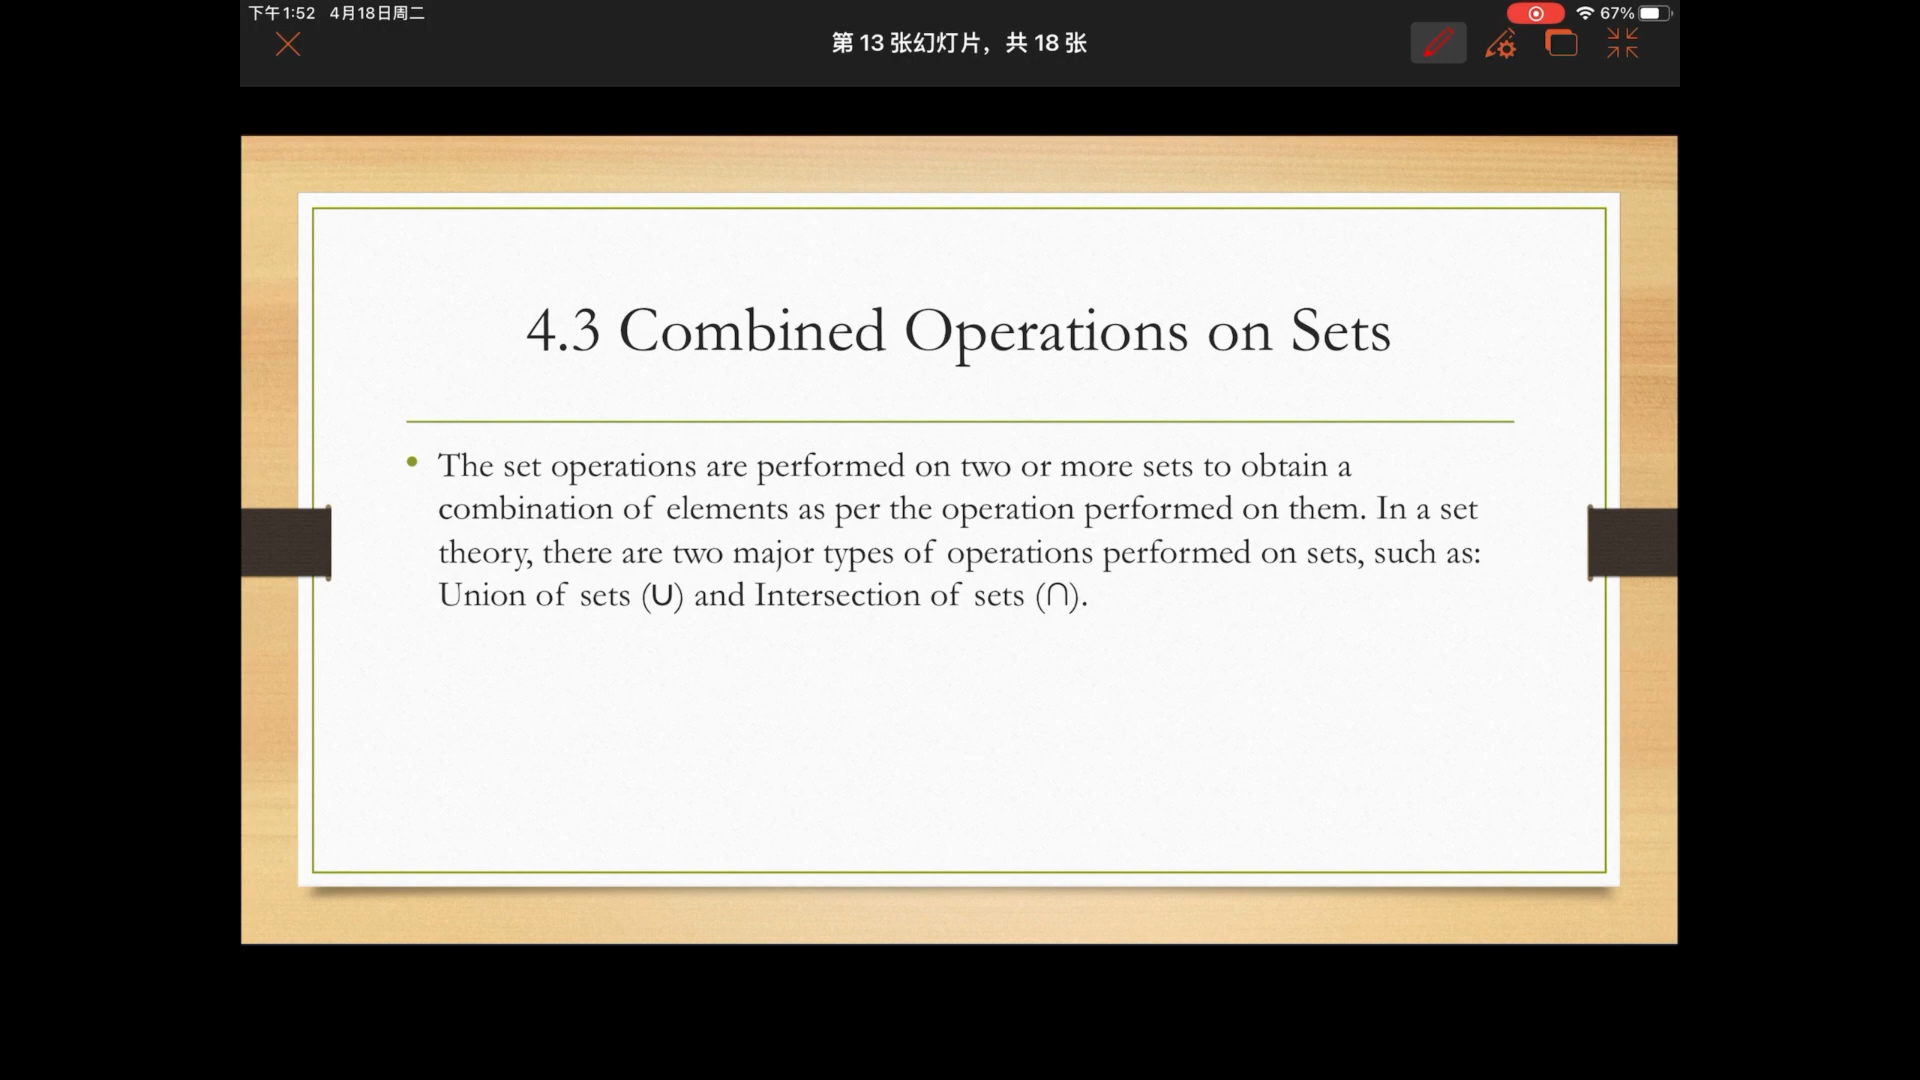 下午1:52 4月18日周二
67%
第 13 张幻灯片，共 18 张
4.3 Combined Operations on Sets
• The set operations are performed on two or more sets to obtain a
combination of elements as per the operation performed on them. In a set
theory, there are two major types of operations performed on sets, such as:
Union of sets (∪) and Intersection of sets (∩).